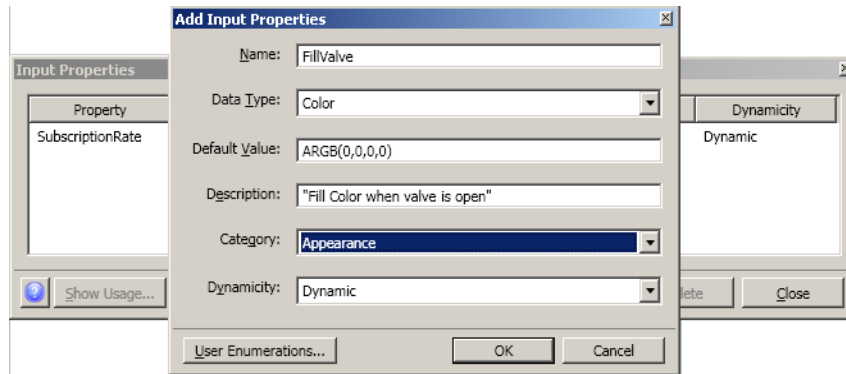 Add Input Properties
Name: FillValve
Input Properties
Data Type: Color
Property
Dynamicity
SubscriptionRate
Dynamic
Default Value: ARGB(0,0,0,0)
Description: "Fill Color when valve is open"
Category: Appearance
Dynamicity: Dynamic
Show Usage...
lete
Close
User Enumerations...
OK
Cancel